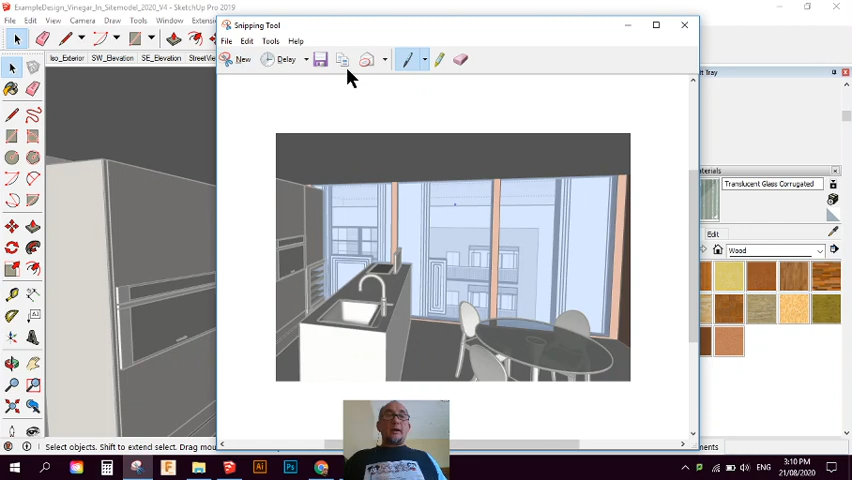 ExampleDesign_Vinegar_In_Sitemodel_2020_V4 - SketchUp Pro 2019
File Edit View Camera Draw Tools Window
Iso_Exterior SW_Elevation SE_Elevation
Snipping Tool
File Edit Tools Help
New Delay
Translucent Glass Corrugated
Edit
Wood
Select objects. Shift to extend select. Drag
ENG
3:10 PM
21/08/2020